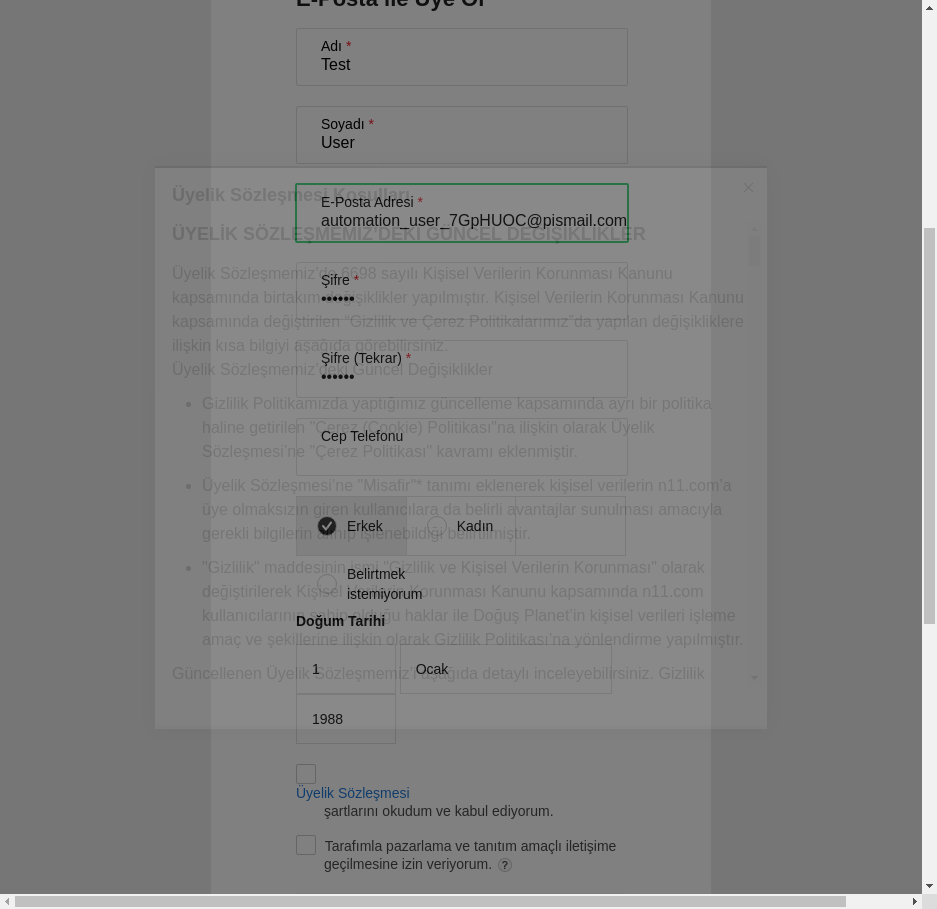 E-Posta ile Üye Ol
Adı *
Test
Soyadı *
User
E-Posta Adresi *
automation_user_7GpHUOC@pismail.com
Şifre *
••••••
Şifre (Tekrar) *
••••••
Cep Telefonu
Erkek
Kadın
Belirtmek
istemiyorum
Doğum Tarihi
1
Ocak
1988
Üyelik Sözleşmesi
şartlarını okudum ve kabul ediyorum.
Tarafımla pazarlama ve tanıtım amaçlı iletişime
geçilmesine izin veriyorum. ?
Üyelik Sözleşmesi Koşulları
ÜYELİK SÖZLEŞMEMİZ'DEKİ GÜNCEL DEĞİŞİKLİKLER
Üyelik Sözleşmemiz'de 6698 sayılı Kişisel Verilerin Korunması Kanunu
kapsamında birtakım değişiklikler yapılmıştır. Kişisel Verilerin Korunması Kanunu
kapsamında değiştirilen “Gizlilik ve Çerez Politikalarımız”da yapılan değişikliklere
ilişkin kısa bilgiyi aşağıda görebilirsiniz.
Üyelik Sözleşmemiz'deki Güncel Değişiklikler
• Gizlilik Politikamızda yaptığımız güncelleme kapsamında ayrı bir politika
haline getirilen "Çerez (Cookie) Politikası"na ilişkin olarak Üyelik
Sözleşmesi’ne "Çerez Politikası" kavramı eklenmiştir.
• Üyelik Sözleşmesi’ne "Misafir"* tanımı eklenerek kişisel verilerin n11.com’a
üye olmaksızın giren kullanıcılara da belirli avantajlar sunulması amacıyla
gerekli bilgilerin alınıp işlenebildiği belirtilmiştir.
• "Gizlilik" maddesinin ismi "Gizlilik ve Kişisel Verilerin Korunması" olarak
değiştirilerek Kişisel Verilerin Korunması Kanunu kapsamında n11.com
kullanıcılarının sahip olduğu haklar ile Doğuş Planet’in kişisel verileri işleme
amaç ve şekillerine ilişkin olarak Gizlilik Politikası’na yönlendirme yapılmıştır.
Güncellenen Üyelik Sözleşmemiz’i aşağıda detaylı inceleyebilirsiniz. Gizlilik